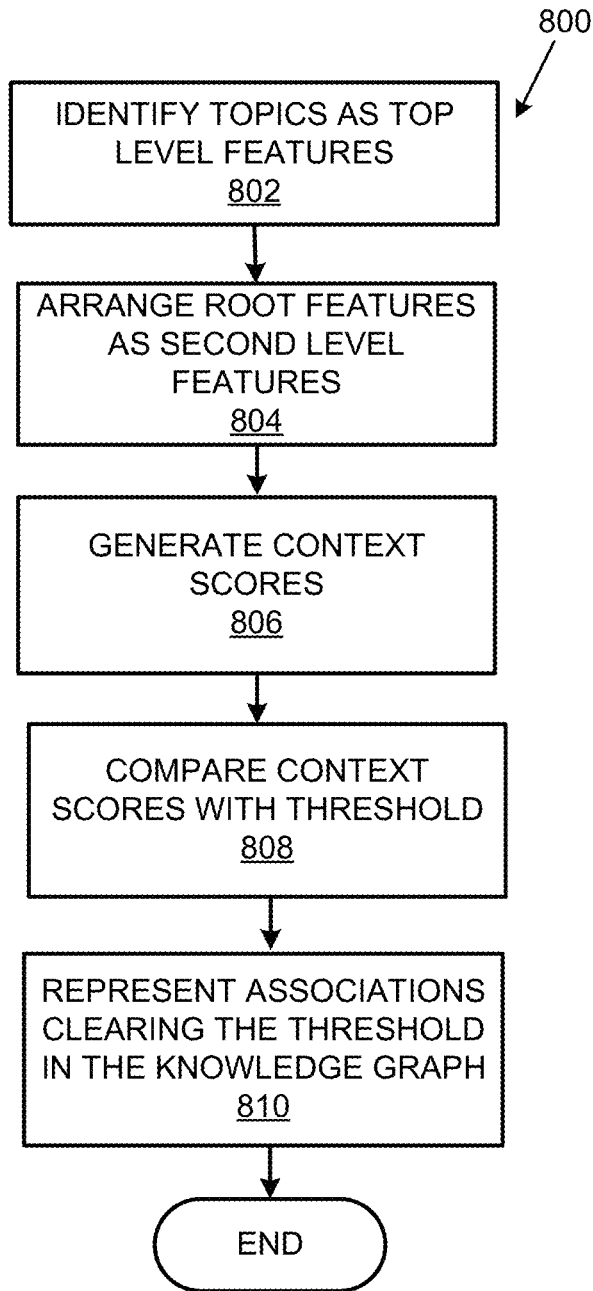 800
IDENTIFY TOPICS AS TOP
LEVEL FEATURES
802
ARRANGE ROOT FEATURES
AS SECOND LEVEL
FEATURES
804
GENERATE CONTEXT
SCORES
806
COMPARE CONTEXT
SCORES WITH THRESHOLD
808
REPRESENT ASSOCIATIONS
CLEARING THE THRESHOLD
IN THE KNOWLEDGE GRAPH
810
END